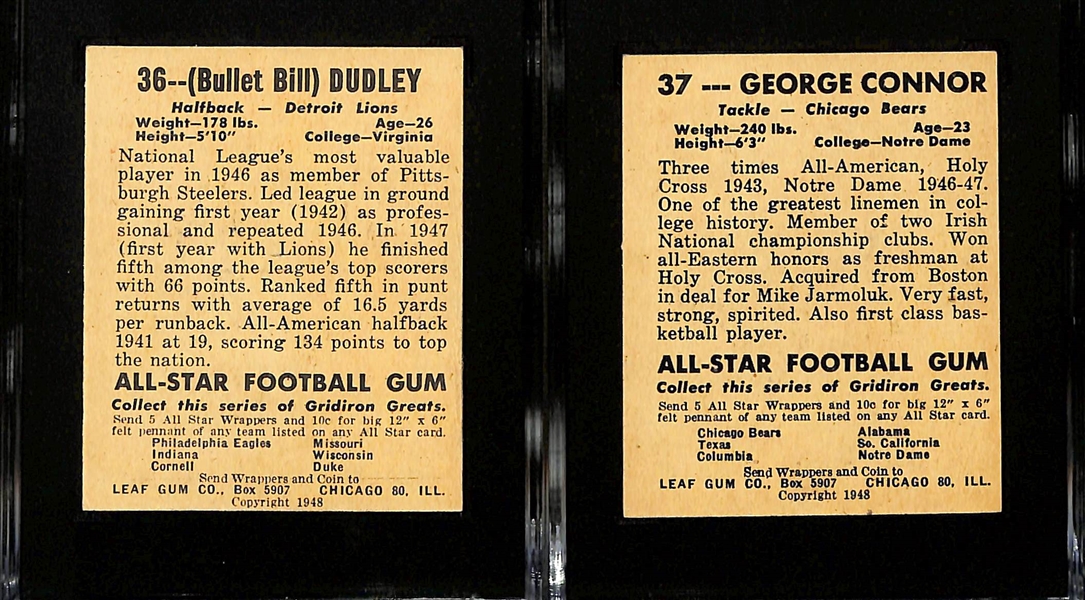 36--(Bullet Bill) DUDLEY
Halfback — Detroit Lions
Weight—178 lbs. Age—26
Height—5'10" College—Virginia
National League's most valuable
player in 1946 as member of Pitts-
burgh Steelers. Led league in ground
gaining first year (1942) as profes-
sional and repeated 1946. In 1947
(first year with Lions) he finished
fifth among the league's top scorers
with 66 points. Ranked fifth in punt
returns with average of 16.5 yards
per runback. All-American halfback
1941 at 19, scoring 134 points to top
the nation.
ALL-STAR FOOTBALL GUM
Collect this series of Gridiron Greats.
Send 5 All Star Wrappers and 10c for big 12" x 6"
felt pennant of any team listed on any All Star card.
Philadelphia Eagles Missouri
Indiana Wisconsin
Cornell Duke
Send Wrappers and Coin to
LEAF GUM CO., Box 5907 CHICAGO 80, ILL.
Copyright 1948
37 --- GEORGE CONNOR
Tackle — Chicago Bears
Weight—240 lbs. Age—23
Height—6'3" College—Notre Dame
Three times All-American, Holy
Cross 1943, Notre Dame 1946-47.
One of the greatest linemen in col-
lege history. Member of two Irish
National championship clubs. Won
all-Eastern honors as freshman at
Holy Cross. Acquired from Boston
in deal for Mike Jarmoluk. Very fast,
strong, spirited. Also first class bas-
ketball player.
ALL-STAR FOOTBALL GUM
Collect this series of Gridiron Greats.
Send 5 All Star Wrappers and 10c for big 12" x 6"
felt pennant of any team listed on any All Star card.
Chicago Bears Alabama
Texas So. California
Columbia Notre Dame
Send Wrappers and Coin to
LEAF GUM CO., Box 5907 CHICAGO 80, ILL.
Copyright 1948